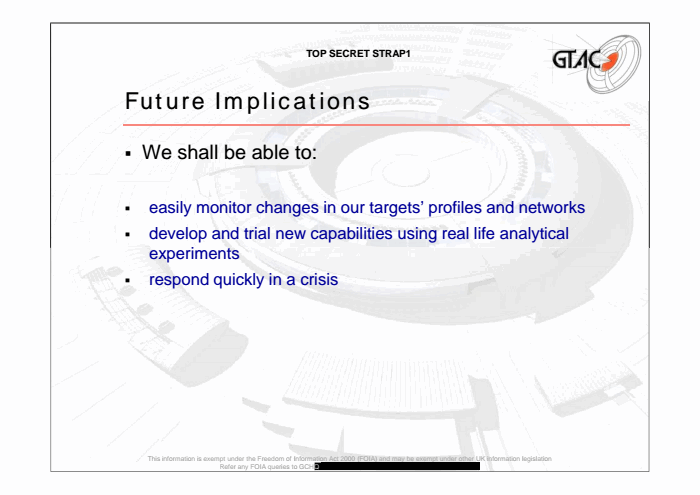 TOP SECRET STRAP1
GTAC
Future Implications
▪ We shall be able to:
▪ easily monitor changes in our targets’ profiles and networks
▪ develop and trial new capabilities using real life analytical
experiments
▪ respond quickly in a crisis
This information is exempt under the Freedom of Information Act 2000 (FOIA) and may be exempt under other UK information legislation
Refer any FOIA queries to GCHQ